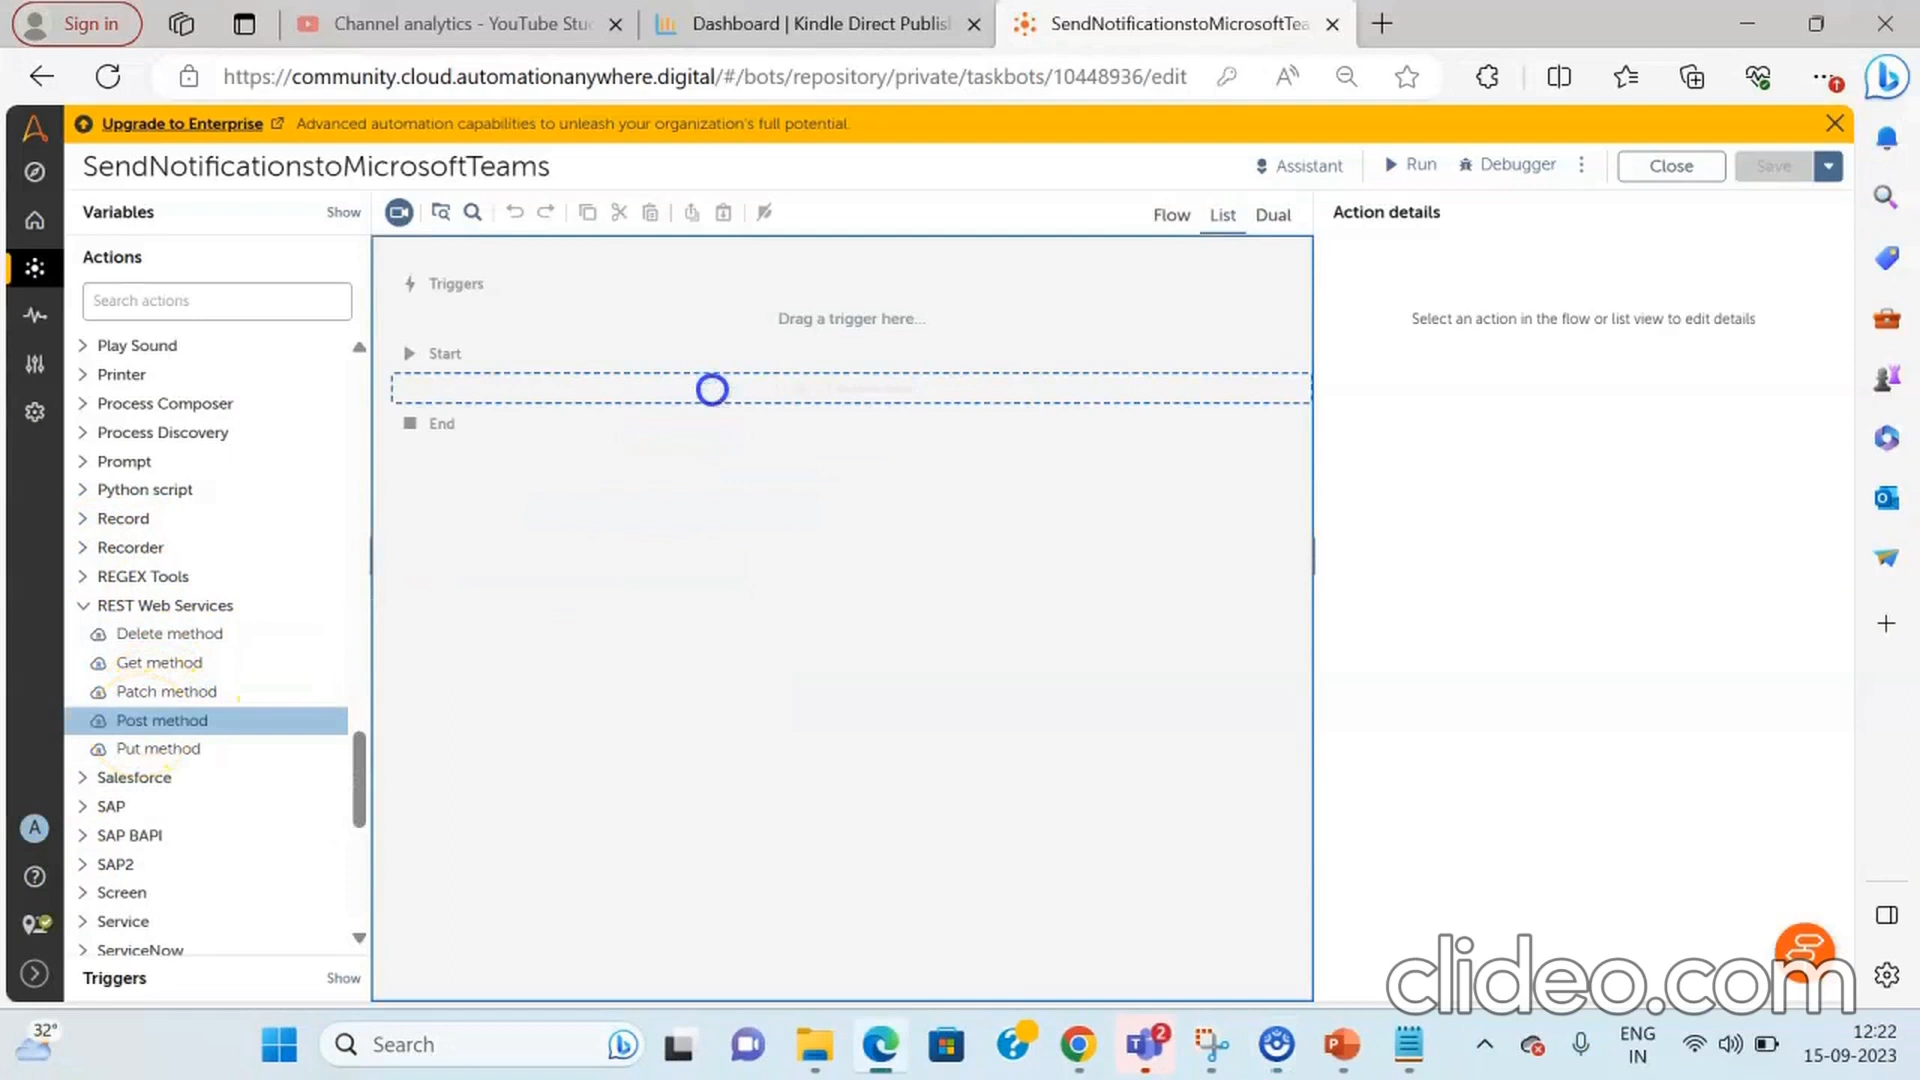 Sign in
Channel analytics - YouTube Stu
Dashboard | Kindle Direct Publis
SendNotificationstoMicrosoftTea
https://community.cloud.automationanywhere.digital/#/bots/repository/private/taskbots/10448936/edit
Upgrade to Enterprise
Advanced automation capabilities to unleash your organization's full potential.
SendNotificationstoMicrosoftTeams
Assistant
Run
Debugger
Close
Save
Variables
Show
Flow
List
Dual
Action details
Actions
Search actions
Triggers
Drag a trigger here...
Select an action in the flow or list view to edit details
Start
End
Play Sound
Printer
Process Composer
Process Discovery
Prompt
Python script
Record
Recorder
REGEX Tools
REST Web Services
Delete method
Get method
Patch method
Post method
Put method
Salesforce
SAP
SAP BAPI
SAP2
Screen
Service
ServiceNow
Triggers
Show
A
clideo.com
32°
Search
2
ENG
IN
12:22
15-09-2023